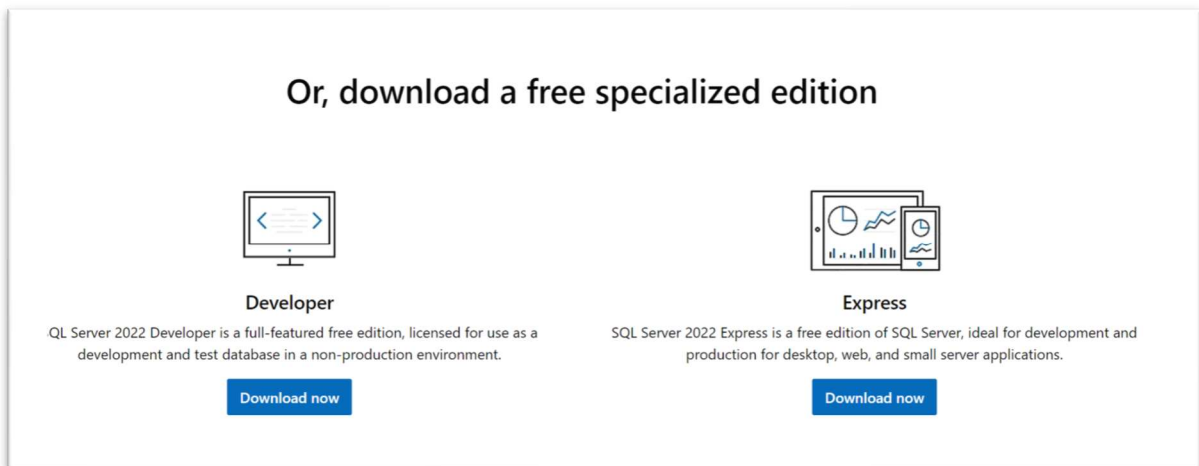 Or, download a free specialized edition
Developer
QL Server 2022 Developer is a full-featured free edition, licensed for use as a
development and test database in a non-production environment.
Download now
Express
SQL Server 2022 Express is a free edition of SQL Server, ideal for development and
production for desktop, web, and small server applications.
Download now